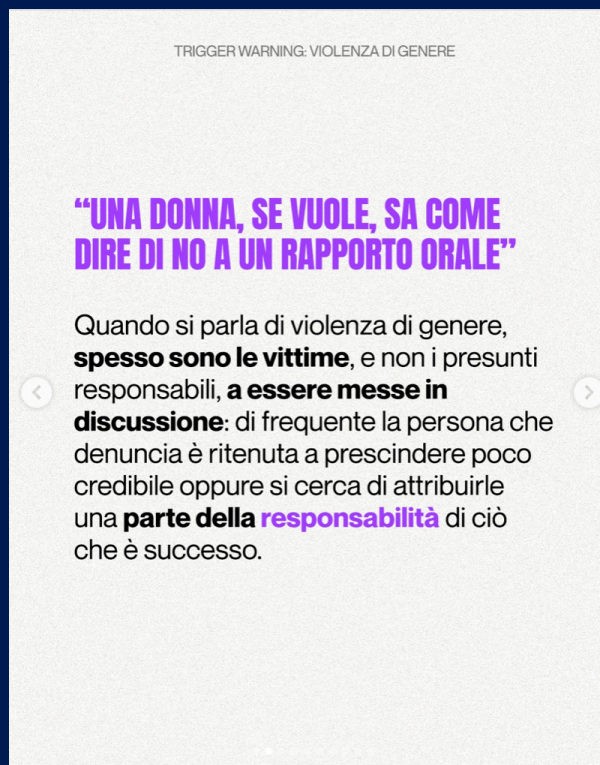 TRIGGER WARNING: VIOLENZA DI GENERE
“UNA DONNA, SE VUOLE, SA COME
DIRE DI NO A UN RAPPORTO ORALE”
Quando si parla di violenza di genere,
spesso sono le vittime, e non i presunti
responsabili, a essere messe in
discussione: di frequente la persona che
denuncia è ritenuta a prescindere poco
credibile oppure si cerca di attribuirle
una parte della responsabilità di ciò
che è successo.